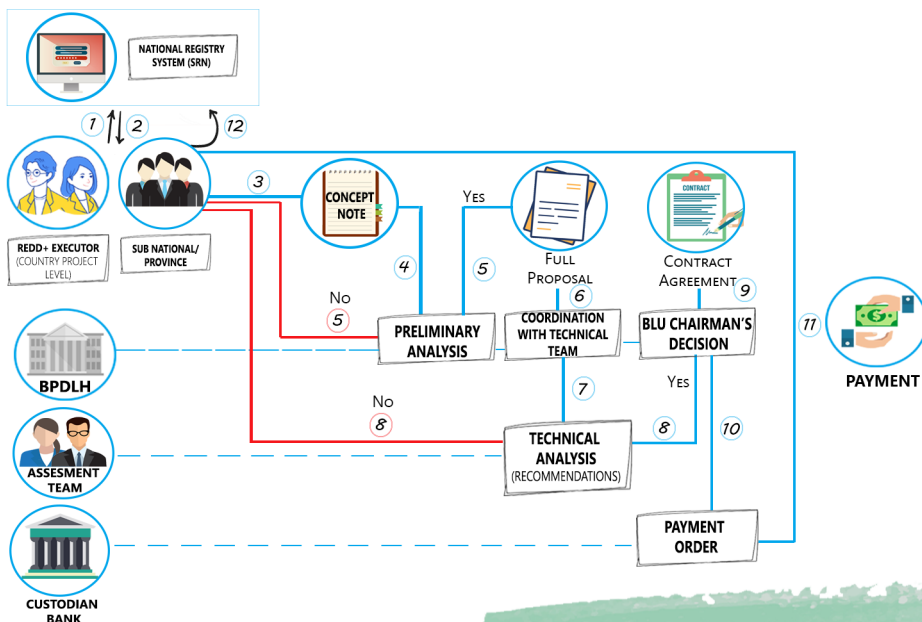 NATIONAL REGISTRY
SYSTEM (SRN)
1
2
12
3
CONCEPT
NOTE
YES
CONTRACT
REDD+ EXECUTOR
(COUNTRY PROJECT
LEVEL)
SUB NATIONAL/
PROVINCE
4
5
FULL
PROPOSAL
CONTRACT
AGREEMENT
6
9
NO
5
PRELIMINARY
ANALYSIS
COORDINATION
WITH TECHNICAL
TEAM
BLU CHAIRMAN'S
DECISION
11
BPDLH
PAYMENT
NO
8
7
YES
8
10
TECHNICAL
ANALYSIS
(RECOMMENDATIONS)
ASSESMENT
TEAM
PAYMENT
ORDER
CUSTODIAN
BANK